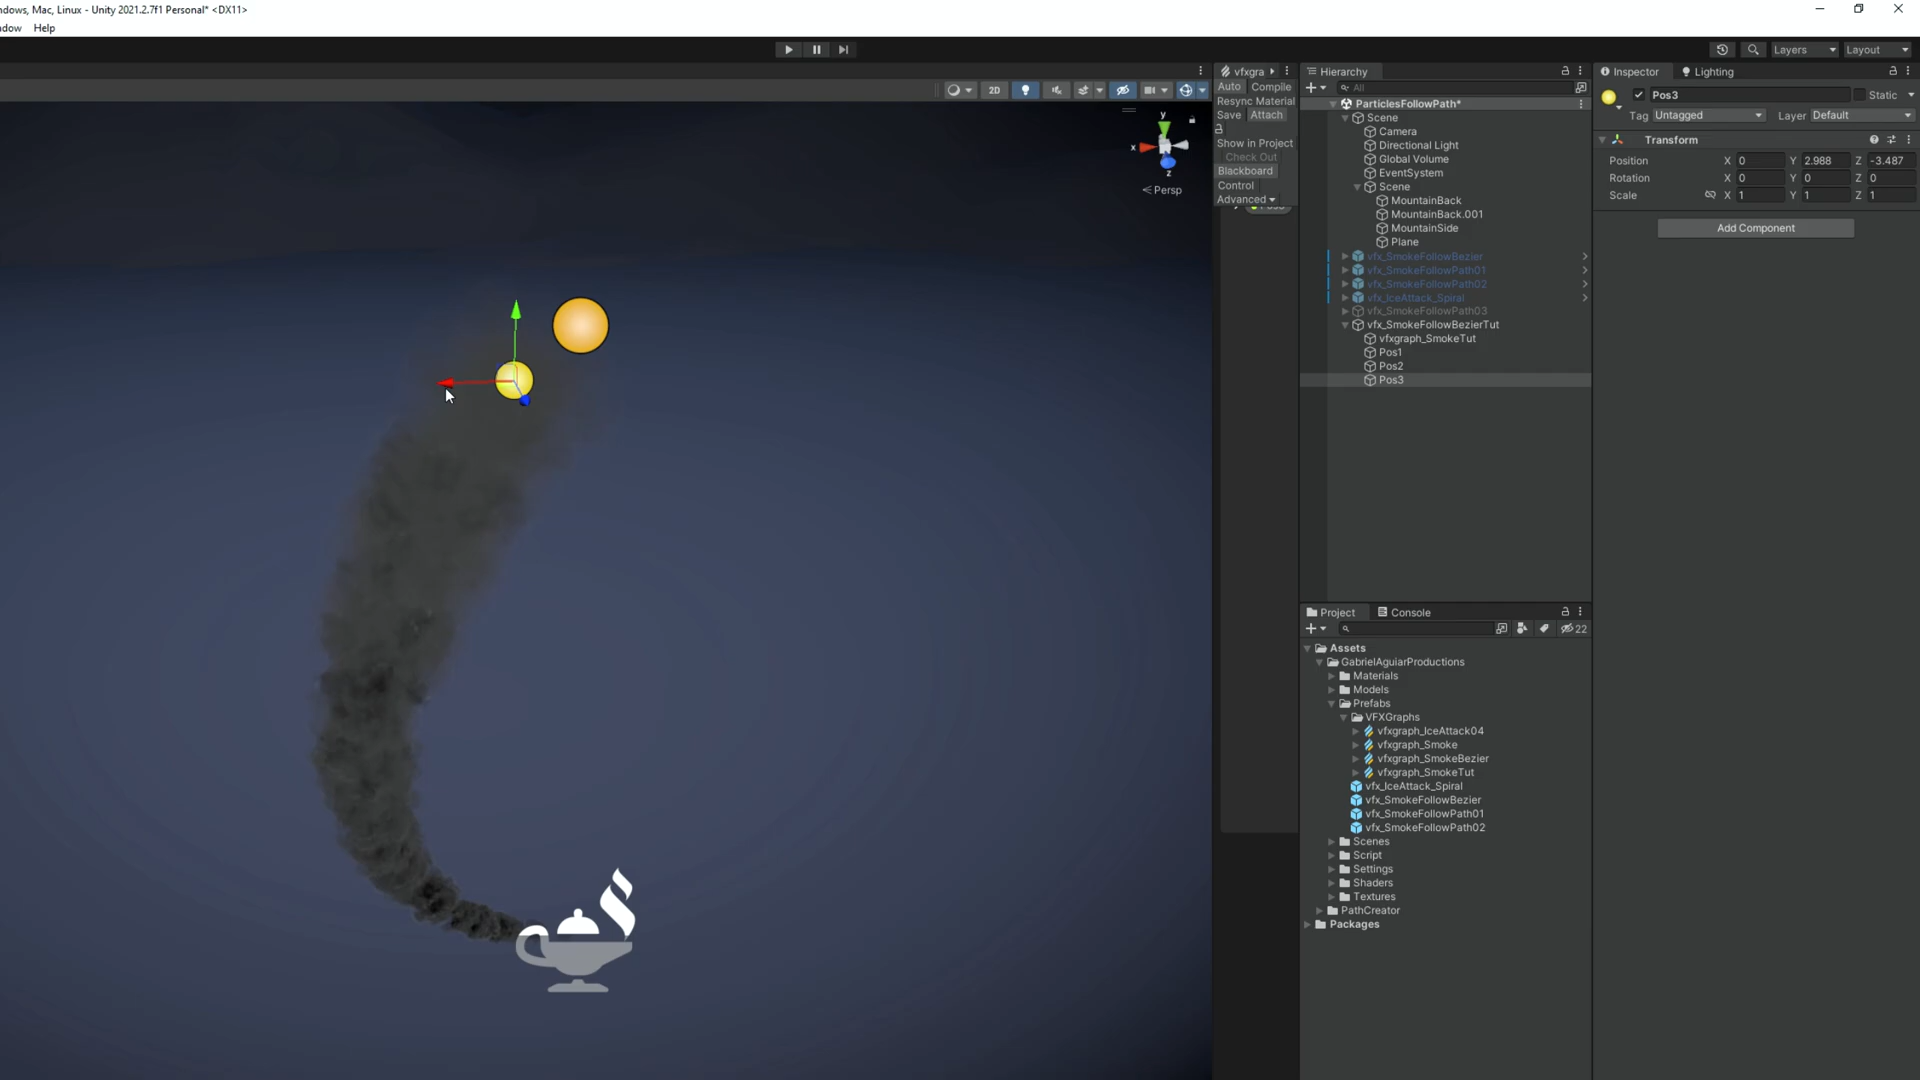 ndows, Mac, Linux - Unity 2021.2.7f1 Personal* <DX11>
ndow Help
Layers Layout
2D
y
x
z
< Persp
vfxgra
Auto Compile
Resync Material
Save Attach
Show in Project
Check Out
Blackboard
Control
Advanced
Hierarchy
All
ParticlesFollowPath*
Scene
Camera
Directional Light
Global Volume
EventSystem
Scene
MountainBack
MountainBack.001
MountainSide
Plane
vfx_SmokeFollowBezier
vfx_SmokeFollowPath01
vfx_SmokeFollowPath02
vfx_IceAttack_Spiral
vfx_SmokeFollowPath03
vfx_SmokeFollowBezierTut
vfxgraph_SmokeTut
Pos1
Pos2
Pos3
Inspector Lighting
Pos3 Static
Tag Untagged Layer Default
Transform
Position X 0 Y 2.988 Z -3.487
Rotation X 0 Y 0 Z 0
Scale X 1 Y 1 Z 1
Add Component
Project Console
22
Assets
GabrielAguiarProductions
Materials
Models
Prefabs
VFXGraphs
vfxgraph_IceAttack04
vfxgraph_Smoke
vfxgraph_SmokeBezier
vfxgraph_SmokeTut
vfx_IceAttack_Spiral
vfx_SmokeFollowBezier
vfx_SmokeFollowPath01
vfx_SmokeFollowPath02
Scenes
Script
Settings
Shaders
Textures
PathCreator
Packages